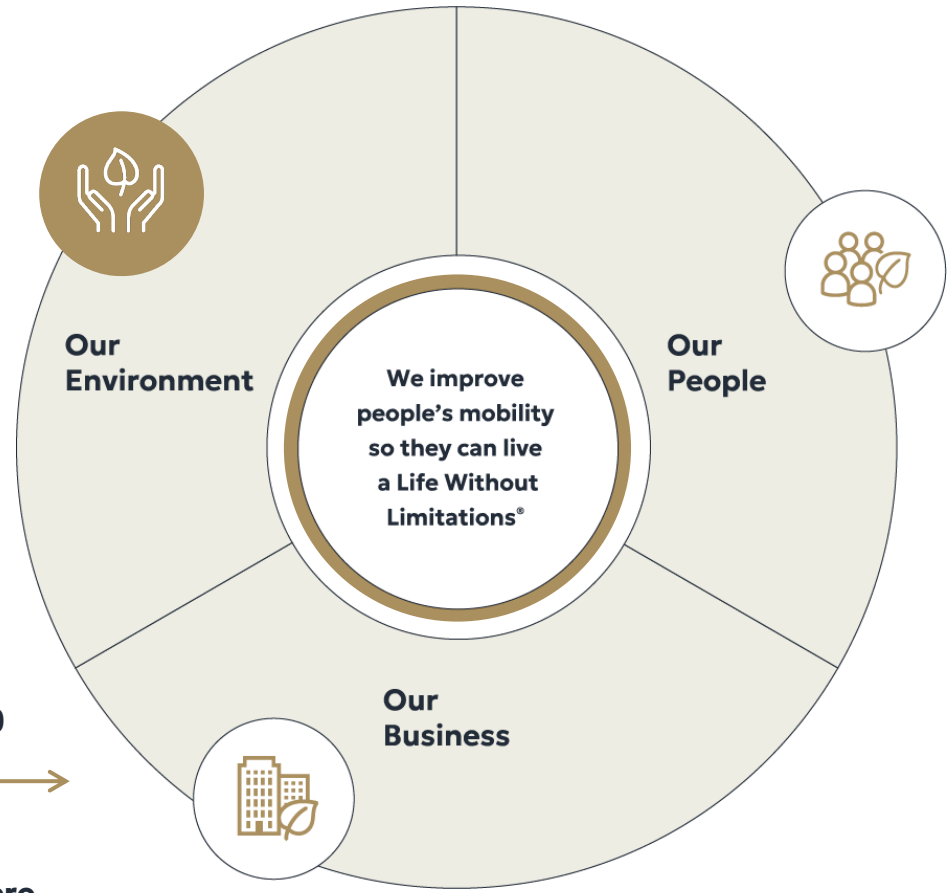 Our
Environment
Our
People
We improve
people’s mobility
so they can live
a Life Without
Limitations®
Our
Business